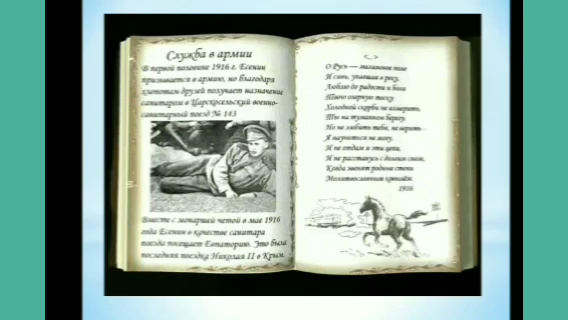 Служба в армии
В первой половине 1916 г. Есенин
призывается в армию, но благодаря
хлопотам друзей получает назначение
санитаром в Царскосельский военно-
санитарный поезд № 143
Вместе с монаршей четой в мае 1916
года Есенин в качестве санитара
поезда посещает Евпаторию. Это была
последняя поездка Николая II в Крым.
О Русь — малиновое поле
И синь, упавшая в реку,
Люблю до радости и боли
Твою озерную тоску.
Холодной скорби не измерить,
Ты на туманном берегу.
Но не любить тебя, не верить -
Я научиться не могу.
И не отдам я эти цепи,
И не расстанусь с долгим сном,
Когда звенят родные степи
Молитвословным ковылём.
1916